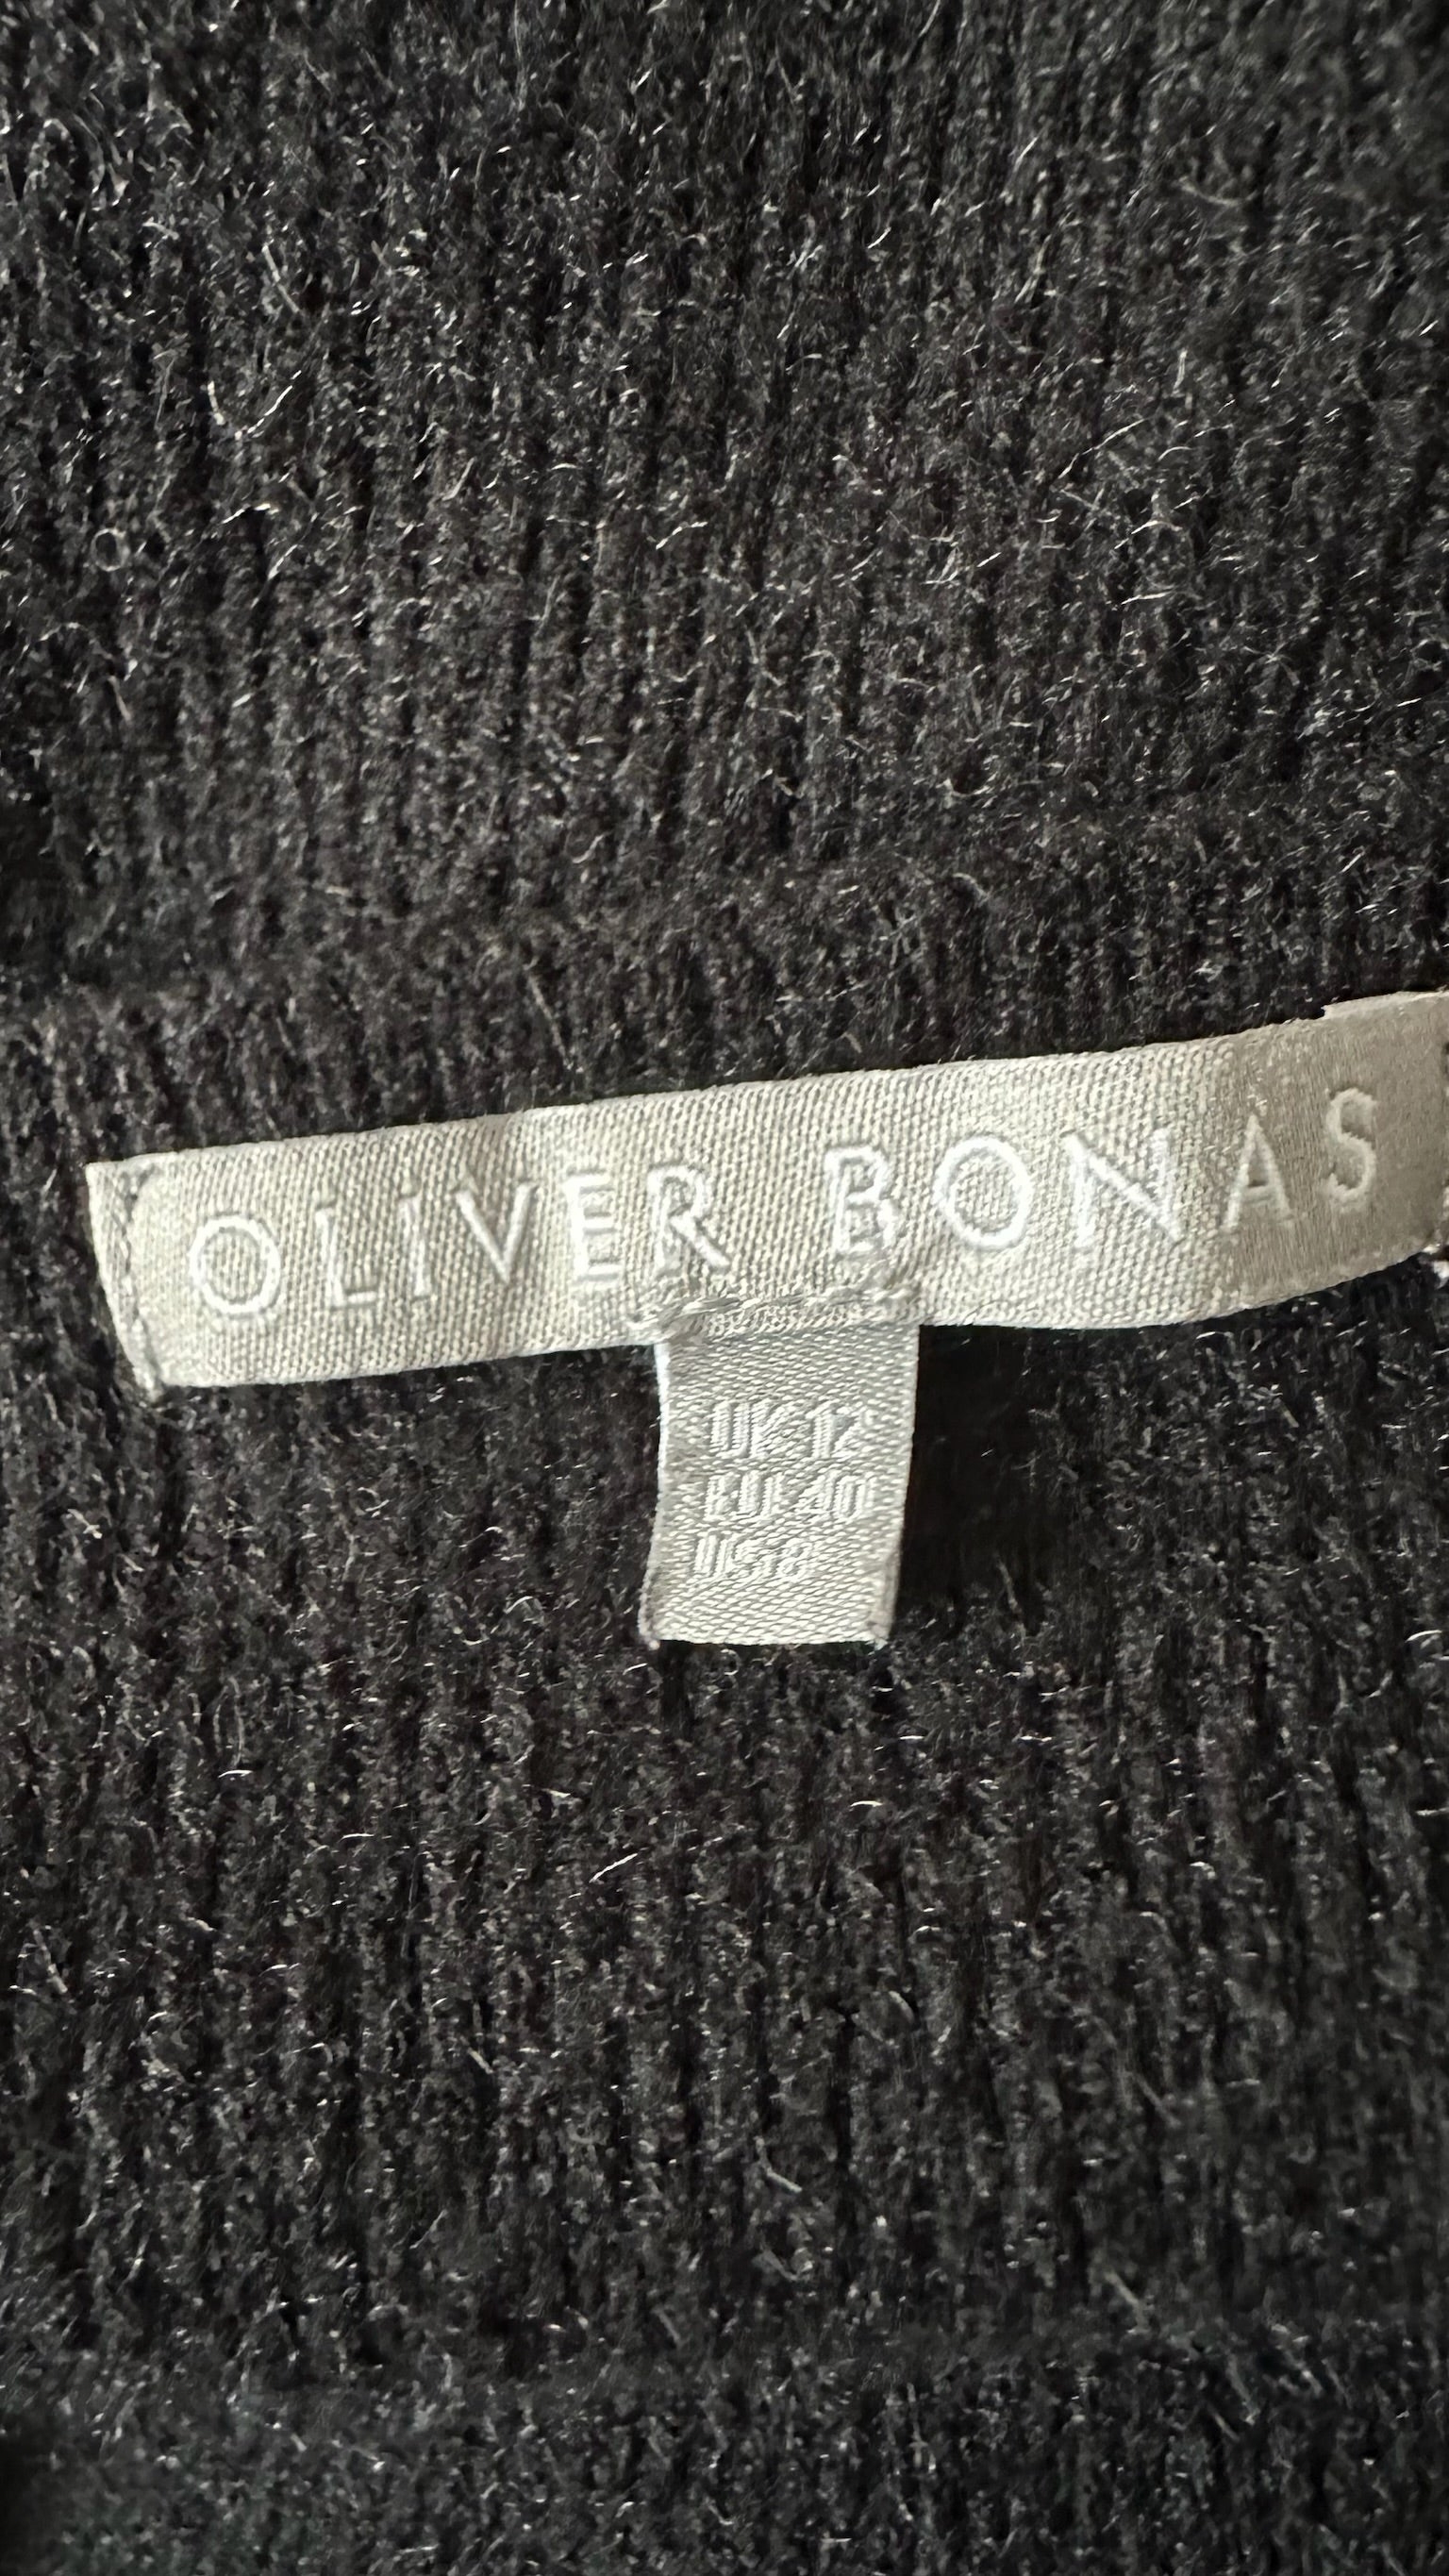 OLIVER BONAS
UK 12
EU 40
US 8